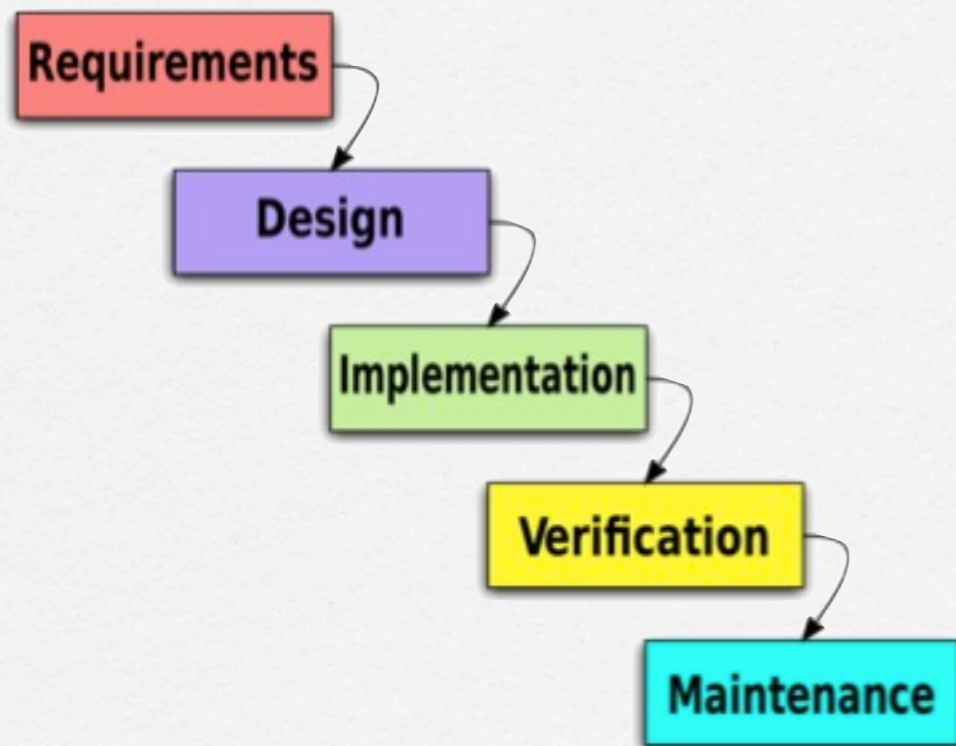 Requirements
Design
Implementation
Verification
Maintenance